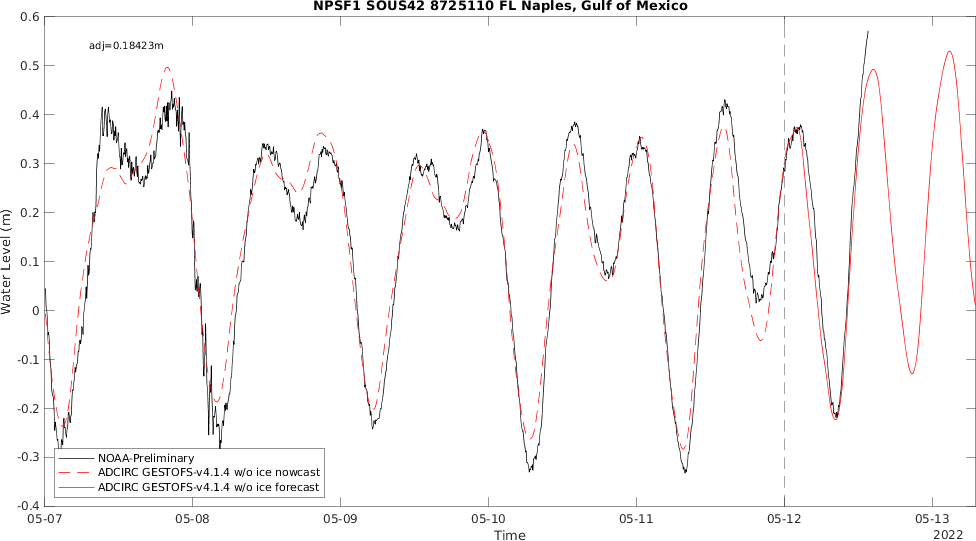 NPSF1 SOUS42 8725110 FL Naples, Gulf of Mexico
adj=0.18423m
0.6
0.5
0.4
0.3
0.2
0.1
0
-0.1
-0.2
-0.3
-0.4
Water Level (m)
NOAA-Preliminary
ADCIRC GESTOFS-v4.1.4 w/o ice nowcast
ADCIRC GESTOFS-v4.1.4 w/o ice forecast
05-07 05-08 05-09 05-10 05-11 05-12 05-13
Time
2022